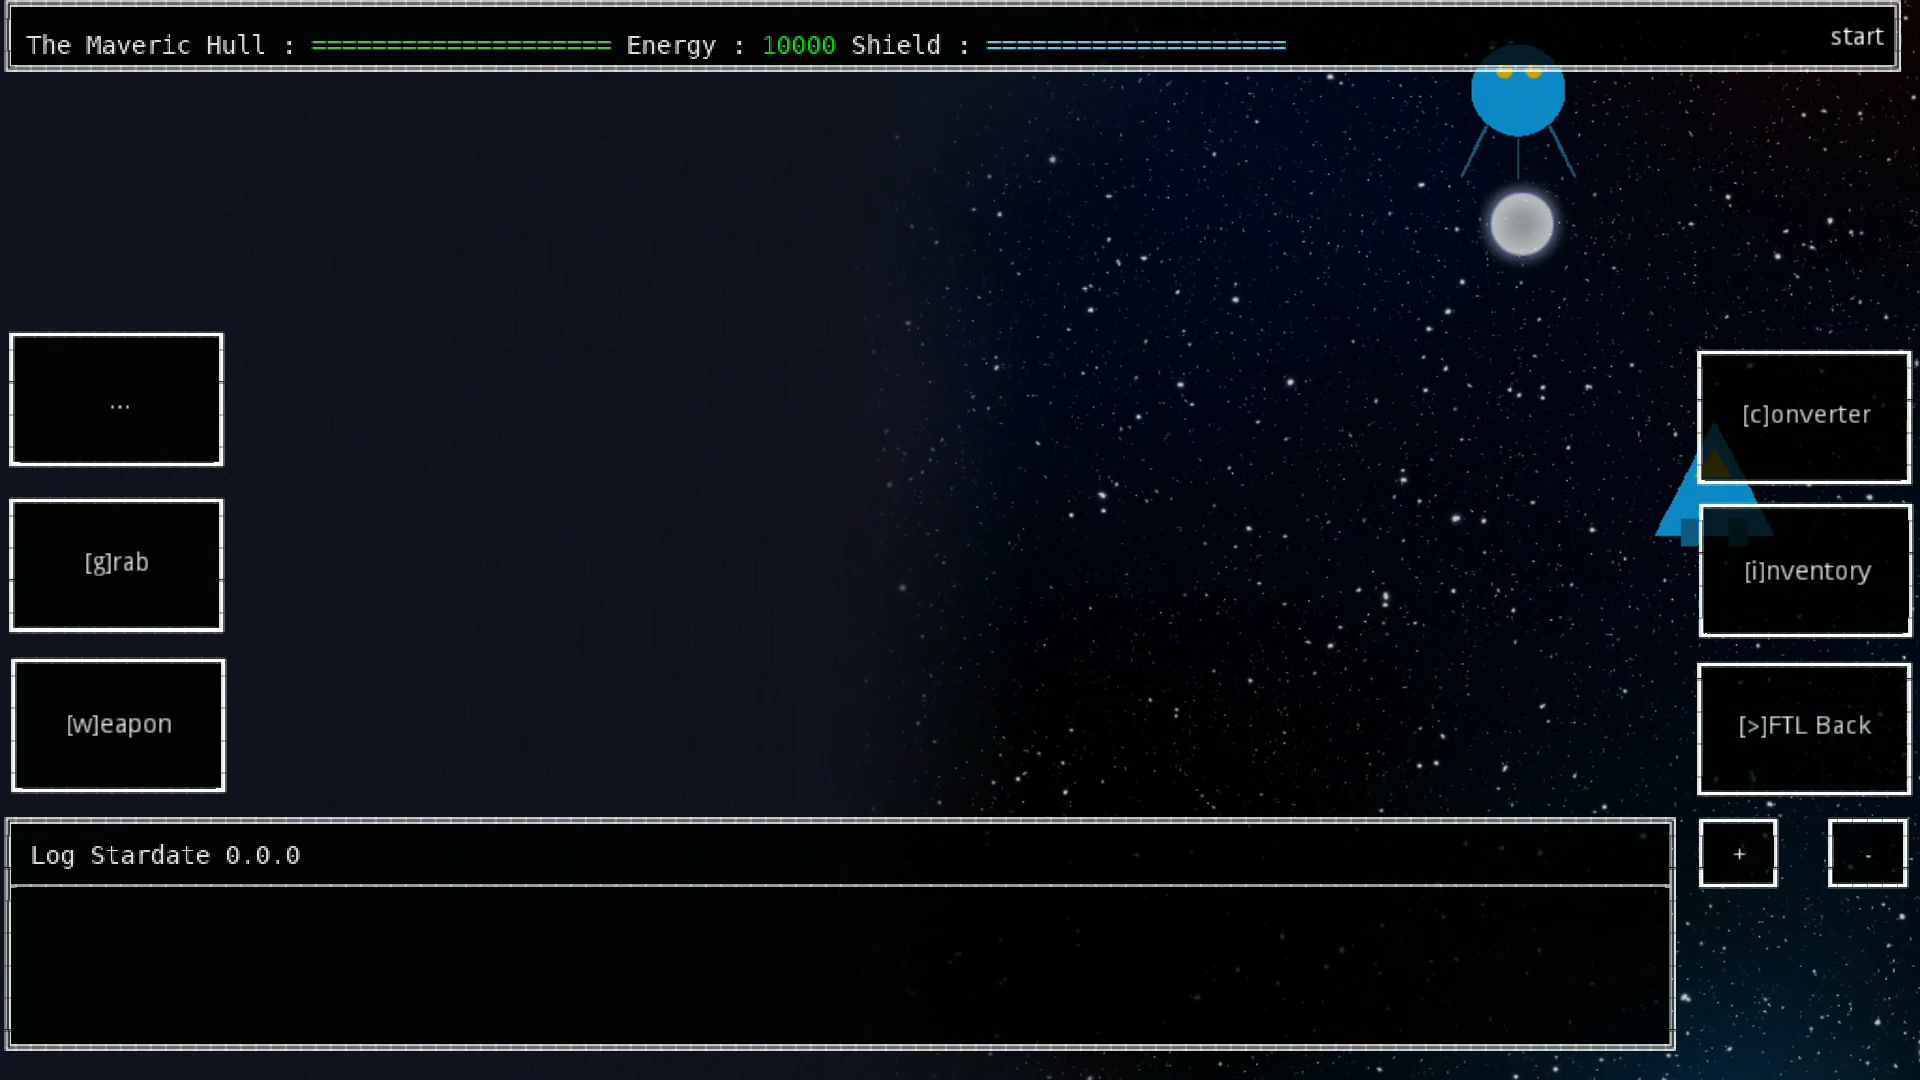 The Maveric Hull : ==================== Energy : 10000 Shield : ====================
start
...
[g]rab
[w]eapon
[c]onverter
[i]nventory
[>]FTL Back
+ -
Log Stardate 0.0.0